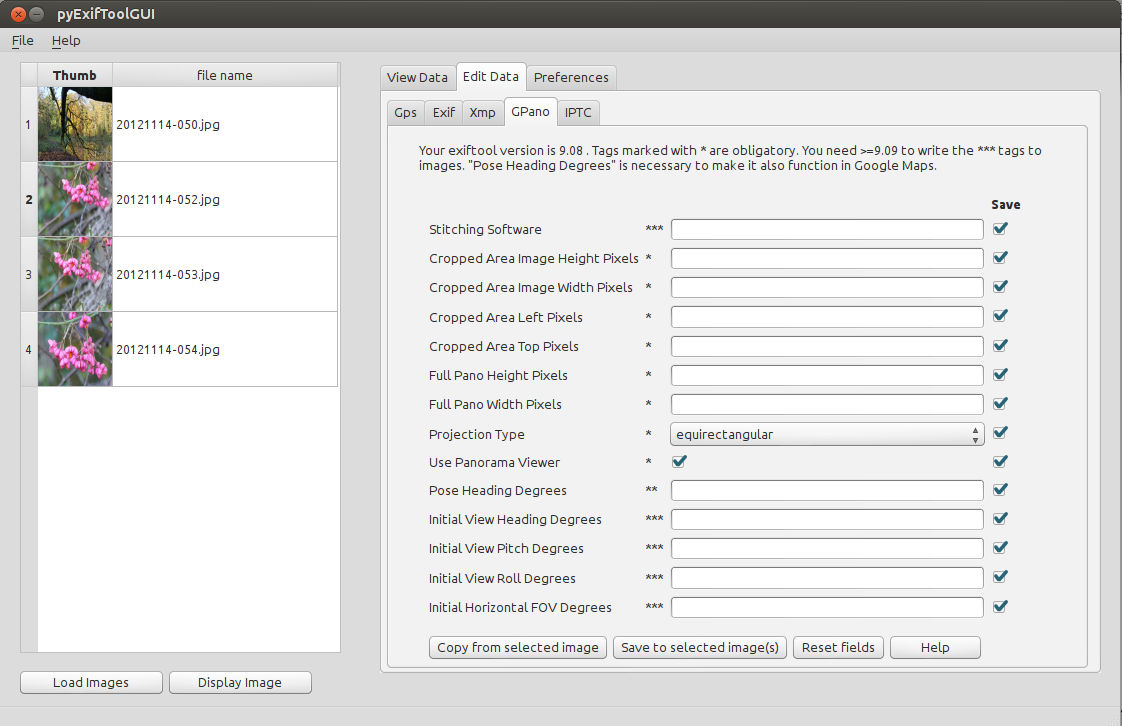 pyExifToolGUI
File Help
Thumb file name
1 20121114-050.jpg
2 20121114-052.jpg
3 20121114-053.jpg
4 20121114-054.jpg
Load Images Display Image
View Data Edit Data Preferences
Gps Exif Xmp GPano IPTC
Your exiftool version is 9.08 . Tags marked with * are obligatory. You need >=9.09 to write the *** tags to
images. "Pose Heading Degrees" is necessary to make it also function in Google Maps.
Save
Stitching Software ***
Cropped Area Image Height Pixels *
Cropped Area Image Width Pixels *
Cropped Area Left Pixels *
Cropped Area Top Pixels *
Full Pano Height Pixels *
Full Pano Width Pixels *
Projection Type * equirectangular
Use Panorama Viewer *
Pose Heading Degrees **
Initial View Heading Degrees ***
Initial View Pitch Degrees ***
Initial View Roll Degrees ***
Initial Horizontal FOV Degrees ***
Copy from selected image Save to selected image(s) Reset fields Help